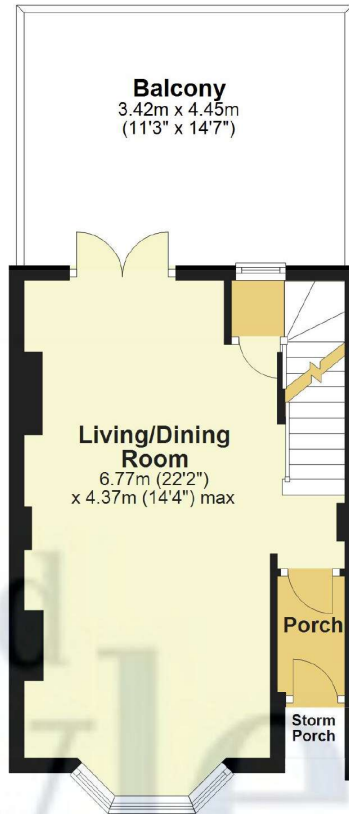 Balcony
3.42m x 4.45m
(11'3" x 14'7")
Living/Dining
Room
6.77m (22'2")
x 4.37m (14'4") max
Porch
Storm
Porch